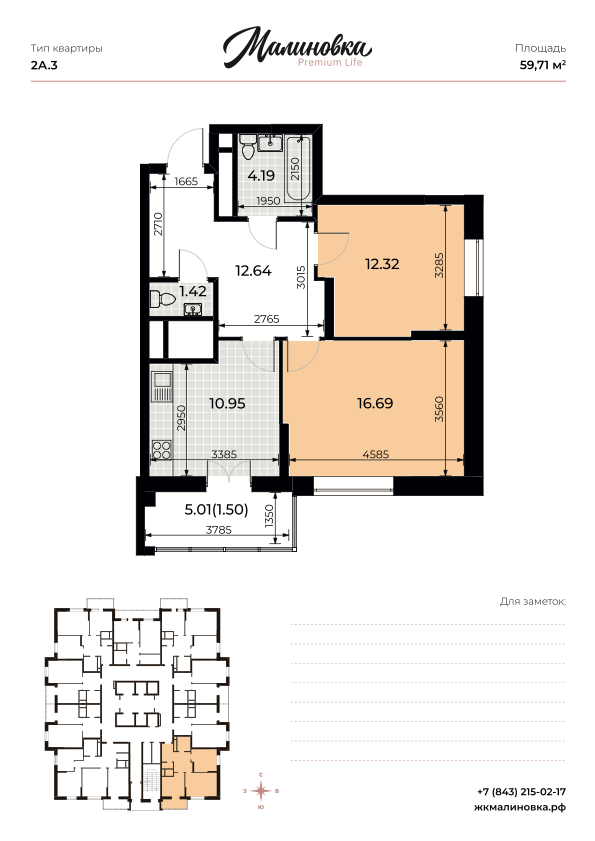 Тип квартиры
2А.3
Малиновка
Premium Life
Площадь
59,71 м²
4.19
2150
1950
1665
2710
12.64
3015
12.32
3285
1.42
2765
10.95
2950
3385
16.69
3560
4585
5.01(1.50)
1350
3785
Для заметок:
С
З
В
Ю
+7 (843) 215-02-17
жкмалиновка.рф